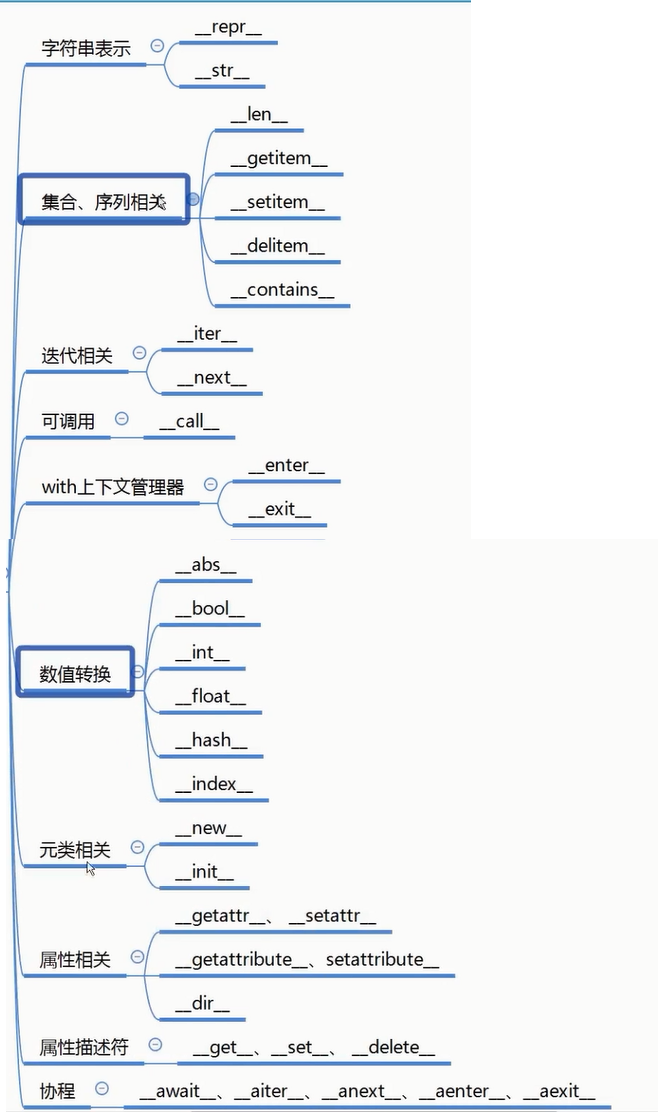 字符串表示
__repr__
__str__
集合、序列相关
__len__
__getitem__
__setitem__
__delitem__
__contains__
迭代相关
__iter__
__next__
可调用
__call__
with上下文管理器
__enter__
__exit__
数值转换
__abs__
__bool__
__int__
__float__
__hash__
__index__
元类相关
__new__
__init__
属性相关
__getattr__、 __setattr__
__getattribute__、setattribute__
__dir__
属性描述符
__get__、__set__、 __delete__
协程
__await__、__aiter__、__anext__、__aenter__、__aexit__